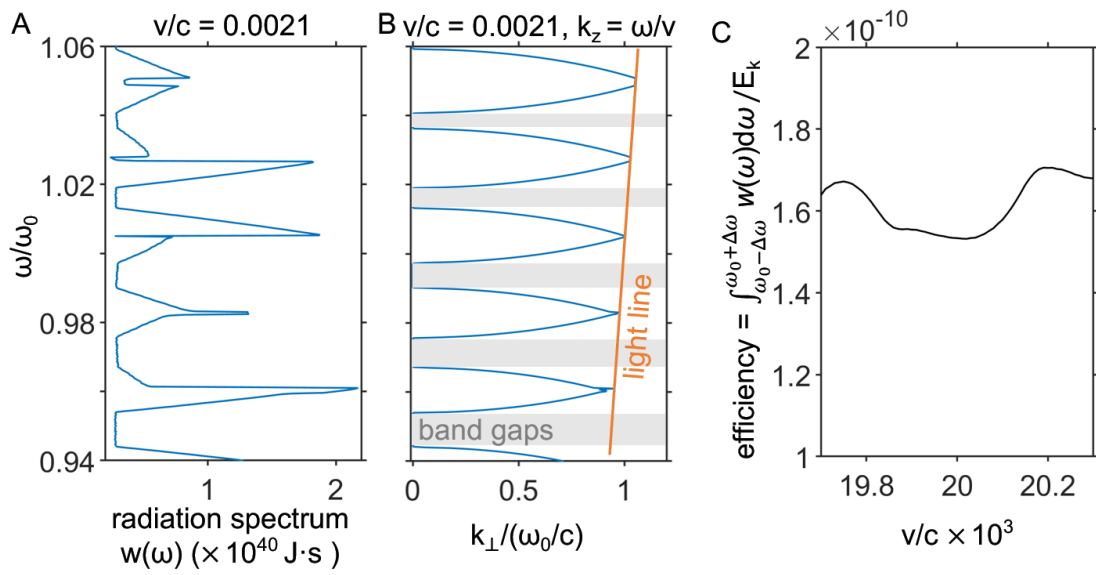 A
v/c = 0.0021
1.06
1.02
0.98
0.94
ω/ω₀
1
2
radiation spectrum
w(ω) (× 10⁴⁰ J·s )
B
v/c = 0.0021, k_z = ω/v
light line
band gaps
0
0.5
1
k_⊥/(ω₀/c)
C
×10⁻¹⁰
2
1.8
1.6
1.4
1.2
1
efficiency = ∫_{ω₀−Δω}^{ω₀+Δω} w(ω)dω /E_k
19.8
20
20.2
v/c × 10³